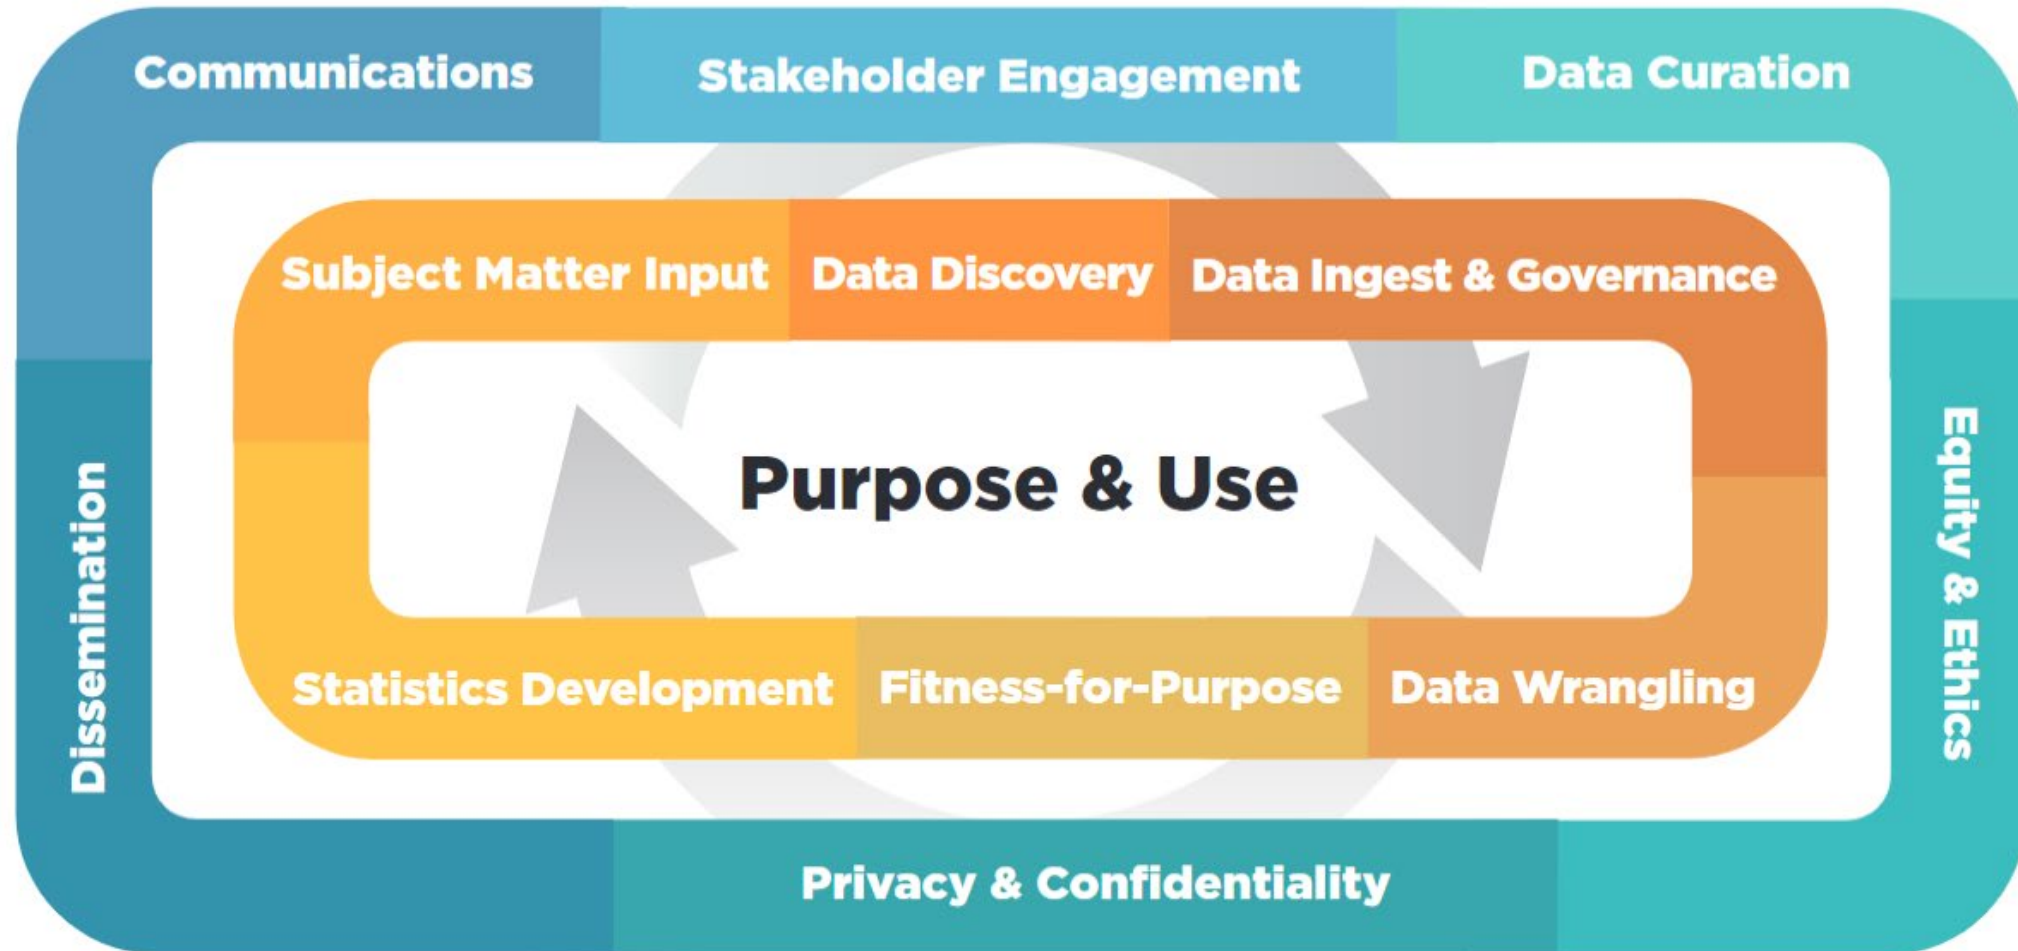 Communications
Stakeholder Engagement
Data Curation
Subject Matter Input
Data Discovery
Data Ingest & Governance
Purpose & Use
Dissemination
Equity & Ethics
Statistics Development
Fitness-for-Purpose
Data Wrangling
Privacy & Confidentiality